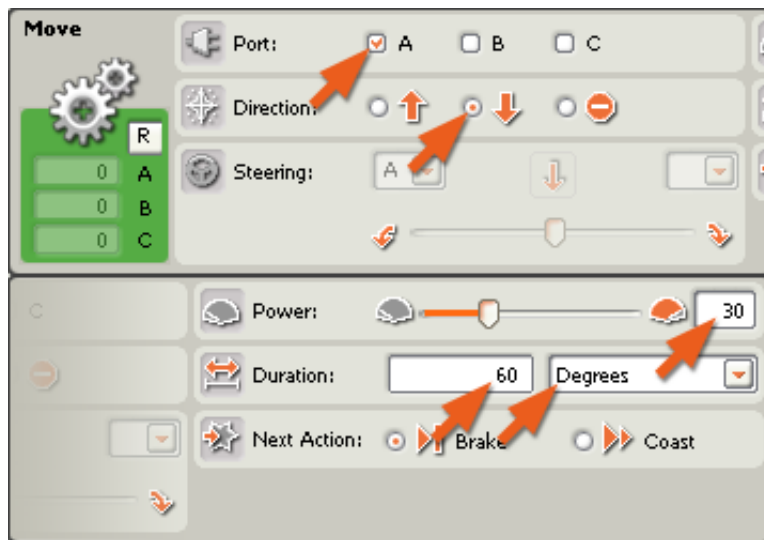 Move
Port: A B C
Direction:
R
0 A
Steering: A
0 B
0 C
C
Power: 30
Duration: 60 Degrees
Next Action: Brake Coast